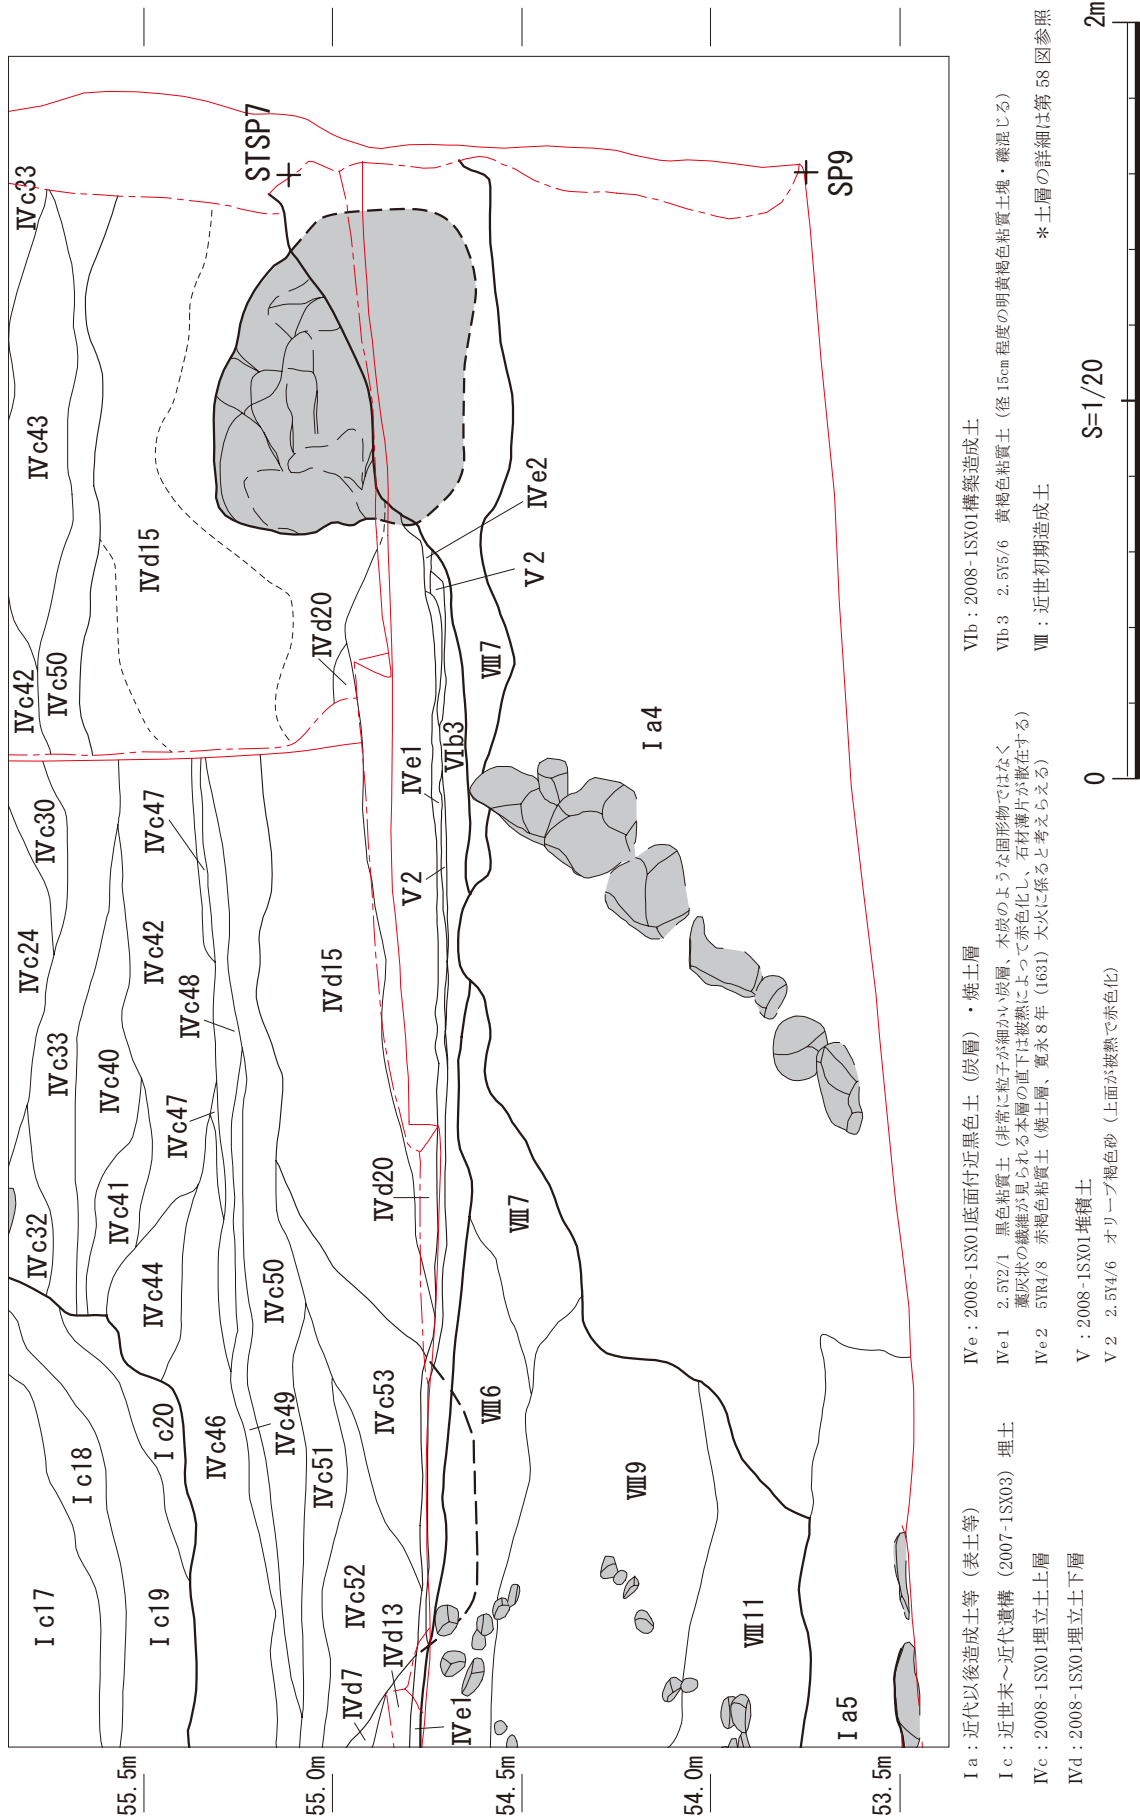 55.5m
55.0m
54.5m
54.0m
53.5m
Ⅰc17
Ⅰc18
Ⅰc19
Ⅰc20
Ⅳc32
Ⅳc33
Ⅳc24
Ⅳc30
Ⅳc42
Ⅳc50
Ⅳc43
Ⅳc33
Ⅳc41
Ⅳc40
Ⅳc42
Ⅳc44
Ⅳc47
Ⅳc48
Ⅳc47
Ⅳc46
Ⅳc49
Ⅳc50
Ⅳc51
Ⅳc52
Ⅳc53
Ⅳd7
Ⅳd13
Ⅳe1
Ⅳd15
Ⅳd15
Ⅳd20
Ⅳd20
Ⅳe1
Ⅴ2
Ⅵb3
Ⅳe2
Ⅴ2
Ⅷ6
Ⅷ7
Ⅷ7
Ⅷ9
Ⅷ11
Ⅰa4
Ⅰa5
STSP7
SP9
Ⅰa：近代以後造成土等（表土等）
Ⅰc：近世末～近代遺構（2007-1SX03）埋土
Ⅳc：2008-1SX01埋立土上層
Ⅳd：2008-1SX01埋立土下層
Ⅳe：2008-1SX01底面付近黒色土（炭層）・焼土層
Ⅳe1 2.5Y2/1 黒色粘質土（非常に粒子が細かい炭層、木炭のような固形物ではなく
藁灰状の繊維が見られる本層の直下は被熱によって赤色化し、石材薄片が散在する）
Ⅳe2 5YR4/8 赤褐色粘質土（焼土層、寛永８年（1631）大火に係ると考えらえる）
Ⅴ：2008-1SX01堆積土
Ⅴ2 2.5Y4/6 オリーブ褐色砂（上面が被熱で赤色化）
Ⅵb：2008-1SX01構築造成土
Ⅵb3 2.5Y5/6 黄褐色粘質土（径15cm程度の明黄褐色粘質土塊・礫混じる）
Ⅷ：近世初期造成土
＊土層の詳細は第58図参照
0
S=1/20
2m